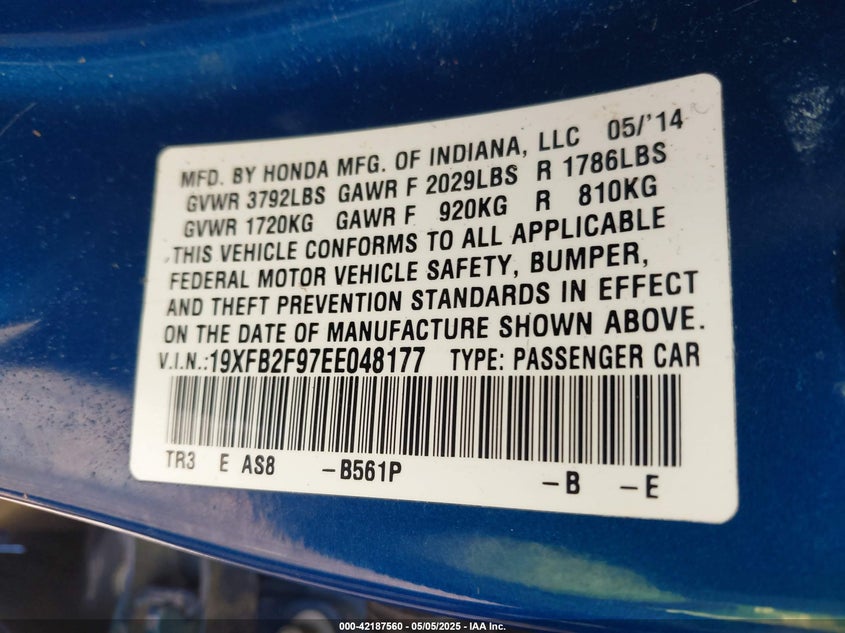 MFD. BY HONDA MFG. OF INDIANA, LLC 05/'14
GVWR 3792LBS GAWR F 2029LBS R 1786LBS
GVWR 1720KG GAWR F 920KG R 810KG
THIS VEHICLE CONFORMS TO ALL APPLICABLE
FEDERAL MOTOR VEHICLE SAFETY, BUMPER,
AND THEFT PREVENTION STANDARDS IN EFFECT
ON THE DATE OF MANUFACTURE SHOWN ABOVE.
V.I.N.:19XFB2F97EE048177 TYPE: PASSENGER CAR
TR3 E AS8 -B561P -B -E
000-42187560 - 05/05/2025 - IAA Inc.